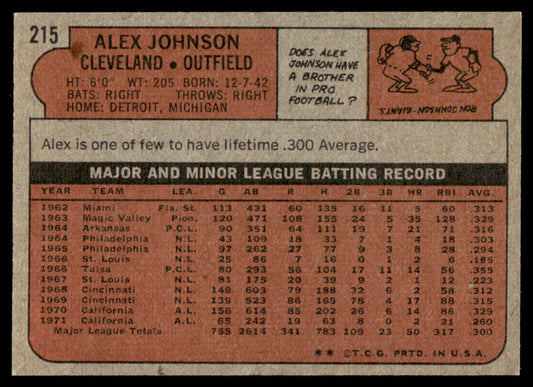 215
ALEX JOHNSON
CLEVELAND • OUTFIELD
HT: 6'0" WT: 205 BORN: 12-7-42
BATS: RIGHT THROWS: RIGHT
HOME: DETROIT, MICHIGAN
DOES ALEX
JOHNSON HAVE
A BROTHER
IN PRO
FOOTBALL?
RON JOHNSON-GIANTS
Alex is one of few to have lifetime .300 Average.
MAJOR AND MINOR LEAGUE BATTING RECORD
YEAR TEAM LEA. G AB R H 2B 3B HR RBI AVG.
1962 Miami Fla. St. 113 431 60 135 16 11 5 60 .313
1963 Magic Valley Pion. 120 471 108 155 24 5 35 128 .329
1964 Arkansas P.C.L. 90 351 64 111 19 7 21 71 .316
1964 Philadelphia N.L. 43 109 18 33 7 1 4 18 .303
1965 Philadelphia N.L. 97 262 27 77 9 3 8 28 .294
1966 St. Louis N.L. 25 86 7 16 0 1 2 6 .186
1966 Tulsa P.C.L. 80 293 56 104 17 11 14 56 .355
1967 St. Louis N.L. 81 175 20 39 9 2 1 12 .223
1968 Cincinnati N.L. 149 603 79 188 32 6 2 58 .312
1969 Cincinnati N.L. 139 523 86 165 18 4 17 88 .315
1970 California A.L. 156 614 85 202 26 6 14 86 .329
1971 California A.L. 65 242 19 63 8 0 2 21 .260
Major League Totals 755 2614 341 783 109 23 50 317 .300
** © T.C.G. PRTD. IN U.S.A.